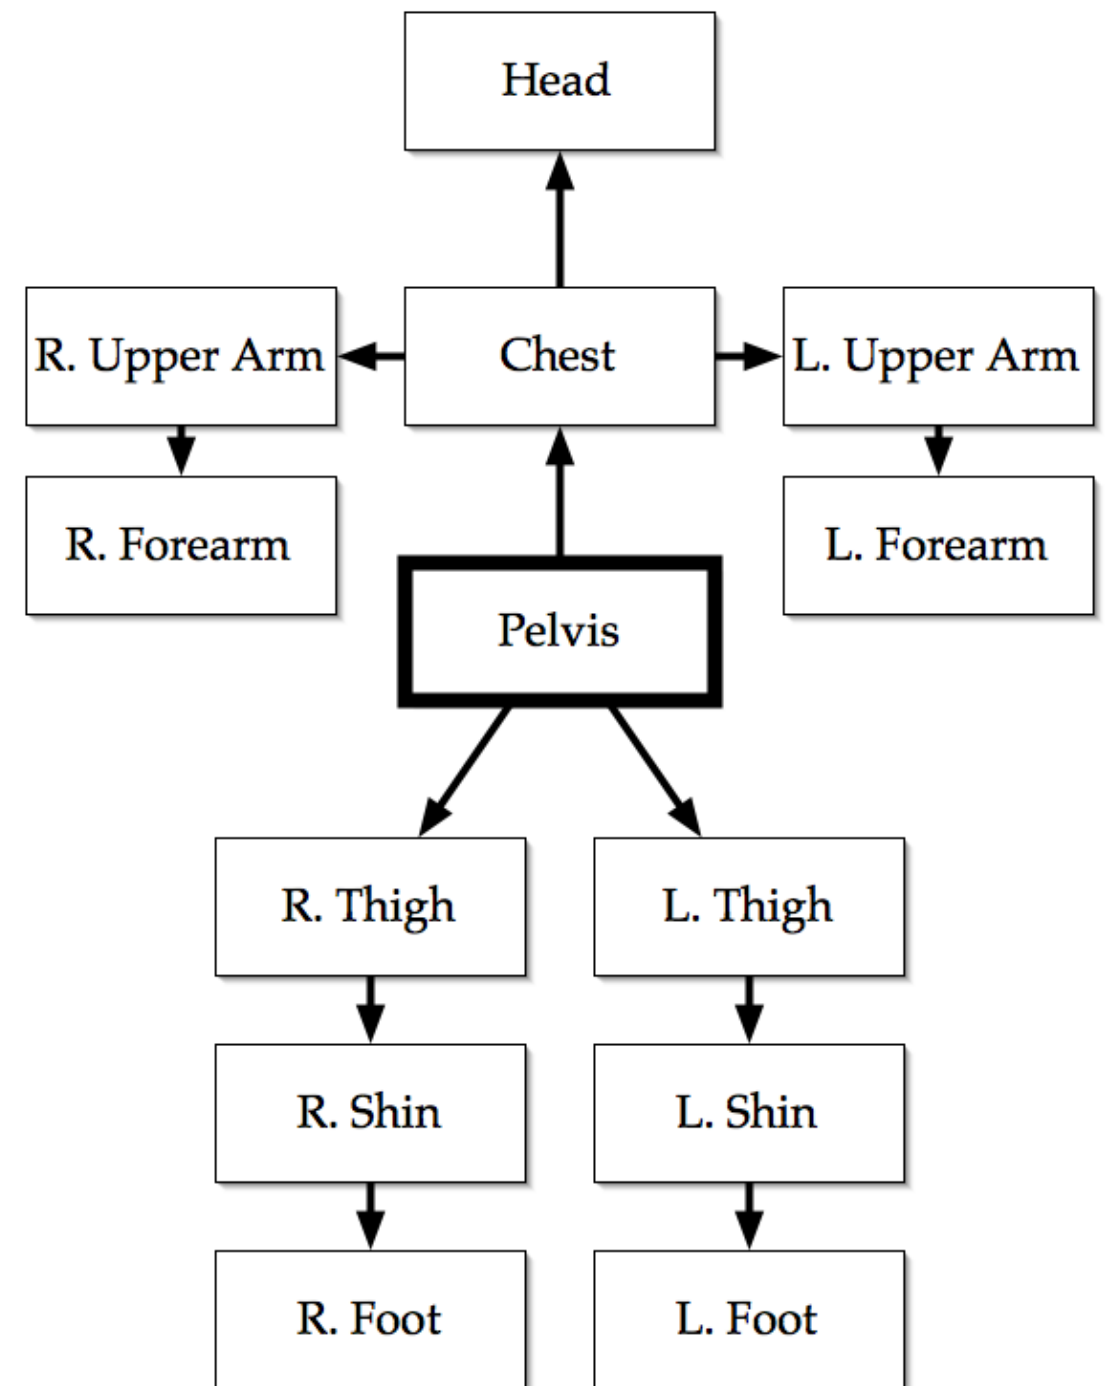 Head
R. Upper Arm
Chest
L. Upper Arm
R. Forearm
L. Forearm
Pelvis
R. Thigh
L. Thigh
R. Shin
L. Shin
R. Foot
L. Foot